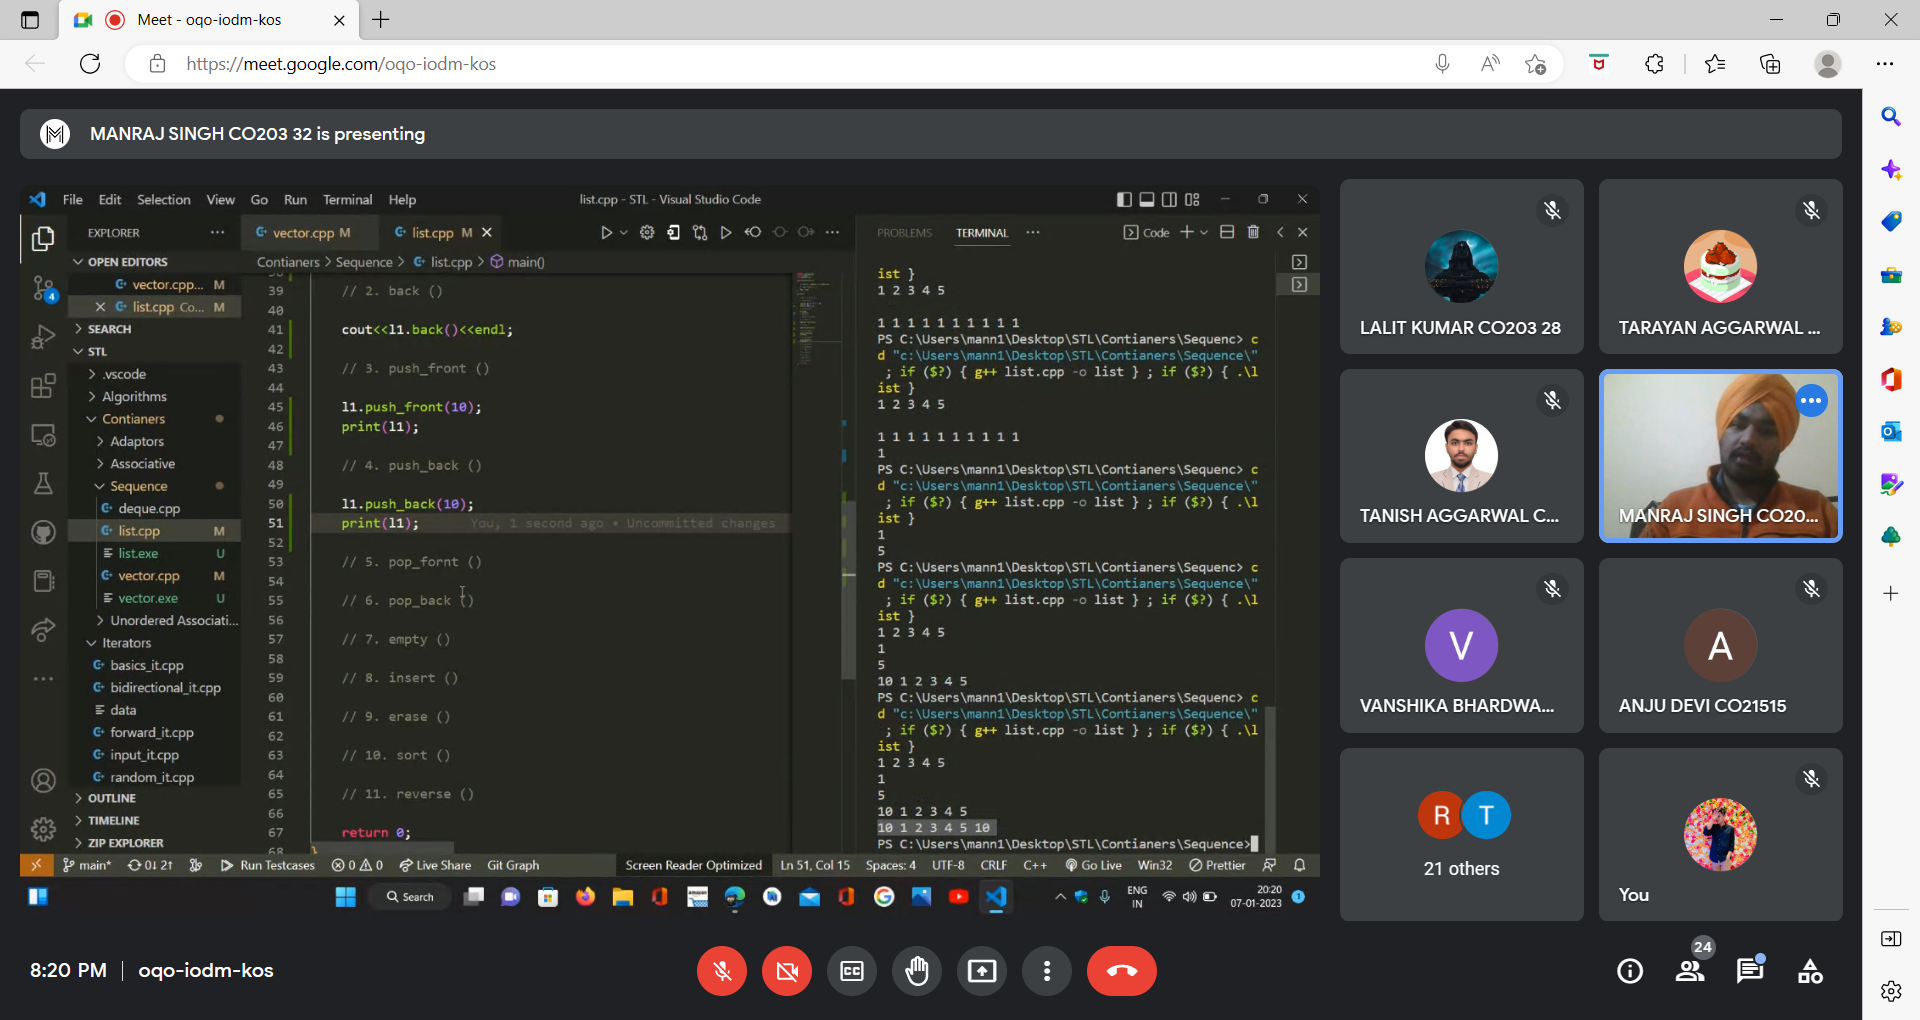 Meet - oqo-iodm-kos
https://meet.google.com/oqo-iodm-kos
MANRAJ SINGH CO203 32 is presenting
File Edit Selection View Go Run Terminal Help
list.cpp - STL - Visual Studio Code
EXPLORER
OPEN EDITORS
vector.cpp... M
list.cpp Co... M
SEARCH
STL
.vscode
Algorithms
Contianers
Adaptors
Associative
Sequence
deque.cpp
list.cpp M
list.exe U
vector.cpp M
vector.exe U
Unordered Associati...
Iterators
basics_it.cpp
bidirectional_it.cpp
data
forward_it.cpp
input_it.cpp
random_it.cpp
OUTLINE
TIMELINE
ZIP EXPLORER
vector.cpp M
list.cpp M
Contianers > Sequence > list.cpp > main()
39 // 2. back ()
40
41 cout<<l1.back()<<endl;
42
43 // 3. push_front ()
44
45 l1.push_front(10);
46 print(l1);
47
48 // 4. push_back ()
49
50 l1.push_back(10);
51 print(l1); You, 1 second ago • Uncommitted changes
52
53 // 5. pop_fornt ()
54
55 // 6. pop_back ()
56
57 // 7. empty ()
58
59 // 8. insert ()
60
61 // 9. erase ()
62
63 // 10. sort ()
64
65 // 11. reverse ()
66
67 return 0;
68 }
PROBLEMS TERMINAL
Code
ist }
1 2 3 4 5
1 1 1 1 1 1 1 1 1 1
PS C:\Users\mann1\Desktop\STL\Contianers\Sequenc> c
d "c:\Users\mann1\Desktop\STL\Contianers\Sequence\"
; if ($?) { g++ list.cpp -o list } ; if ($?) { .\l
ist }
1 2 3 4 5
1 1 1 1 1 1 1 1 1 1
1
PS C:\Users\mann1\Desktop\STL\Contianers\Sequenc> c
d "c:\Users\mann1\Desktop\STL\Contianers\Sequence\"
; if ($?) { g++ list.cpp -o list } ; if ($?) { .\l
ist }
1
5
PS C:\Users\mann1\Desktop\STL\Contianers\Sequenc> c
d "c:\Users\mann1\Desktop\STL\Contianers\Sequence\"
; if ($?) { g++ list.cpp -o list } ; if ($?) { .\l
ist }
1 2 3 4 5
1
5
10 1 2 3 4 5
PS C:\Users\mann1\Desktop\STL\Contianers\Sequenc> c
d "c:\Users\mann1\Desktop\STL\Contianers\Sequence\"
; if ($?) { g++ list.cpp -o list } ; if ($?) { .\l
ist }
1 2 3 4 5
1
5
10 1 2 3 4 5
10 1 2 3 4 5 10
PS C:\Users\mann1\Desktop\STL\Contianers\Sequence>
main* 0↓ 2↑ Run Testcases 0 0 Live Share Git Graph Screen Reader Optimized Ln 51, Col 15 Spaces: 4 UTF-8 CRLF C++ Go Live Win32 Prettier
Search
ENG
IN
20:20
07-01-2023
1
LALIT KUMAR CO203 28
TARAYAN AGGARWAL ...
TANISH AGGARWAL C...
MANRAJ SINGH CO20...
V
VANSHIKA BHARDWA...
A
ANJU DEVI CO21515
R T
21 others
You
8:20 PM | oqo-iodm-kos
CC
24